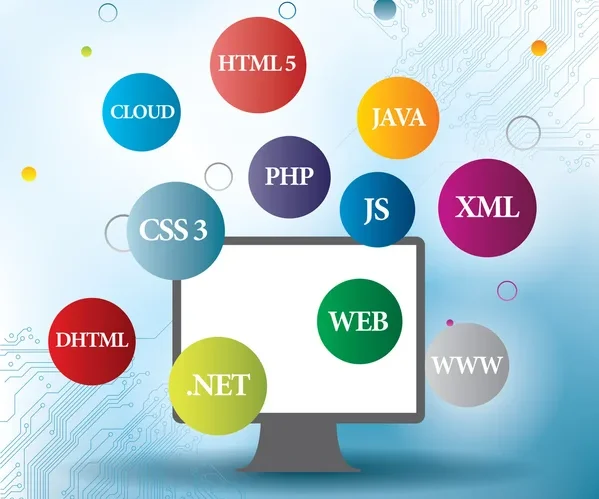 HTML 5
CLOUD
JAVA
PHP
JS
XML
CSS 3
WEB
DHTML
WWW
.NET